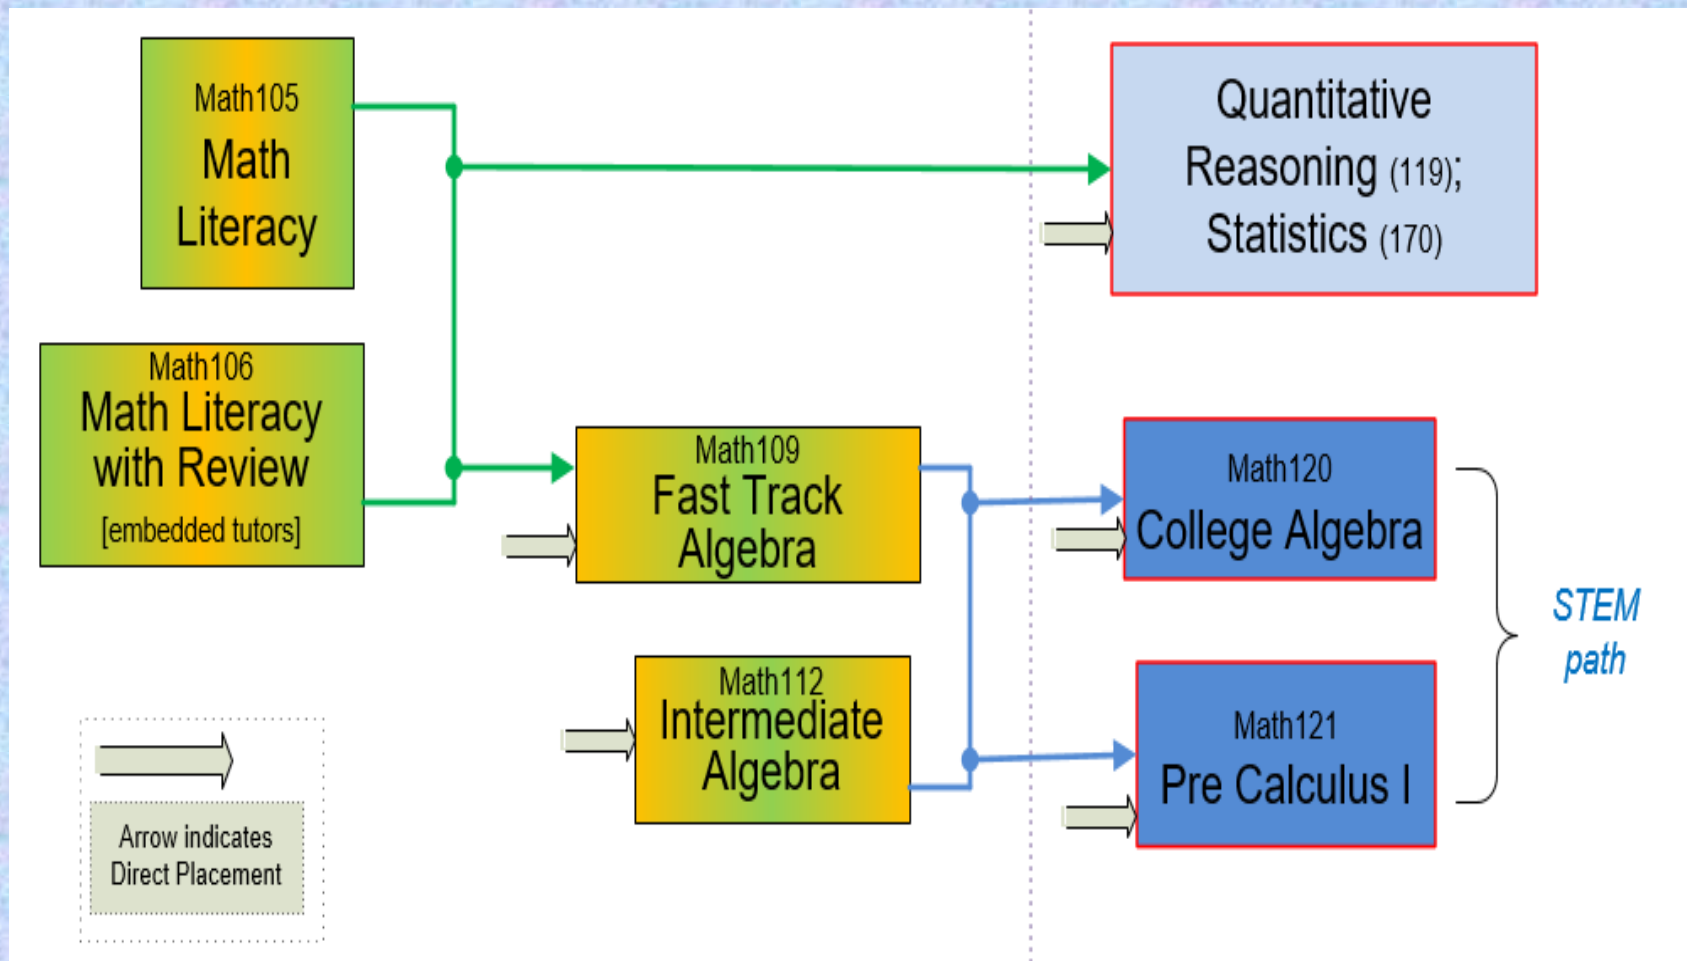 Math105
Math
Literacy
Quantitative
Reasoning (119);
Statistics (170)
Math106
Math Literacy
with Review
[embedded tutors]
Math109
Fast Track
Algebra
Math120
College Algebra
Math112
Intermediate
Algebra
Math121
Pre Calculus I
STEM
path
Arrow indicates
Direct Placement